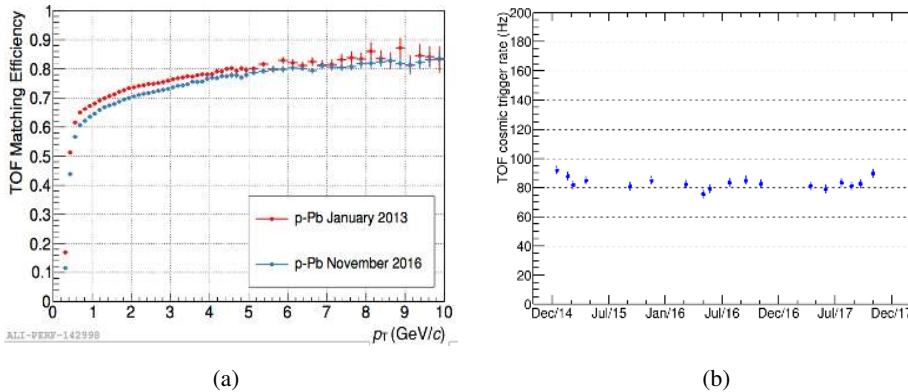 TOF Matching Efficiency
1
0.9
0.8
0.7
0.6
0.5
0.4
0.3
0.2
0.1
0
p-Pb January 2013
p-Pb November 2016
0 1 2 3 4 5 6 7 8 9 10
ALI-PERF-142998
pT (GeV/c)
(a)
TOF cosmic trigger rate (Hz)
200
180
160
140
120
100
80
60
40
20
0
Dec/14 Jul/15 Jan/16 Jul/16 Dec/16 Jul/17 Dec/17
(b)